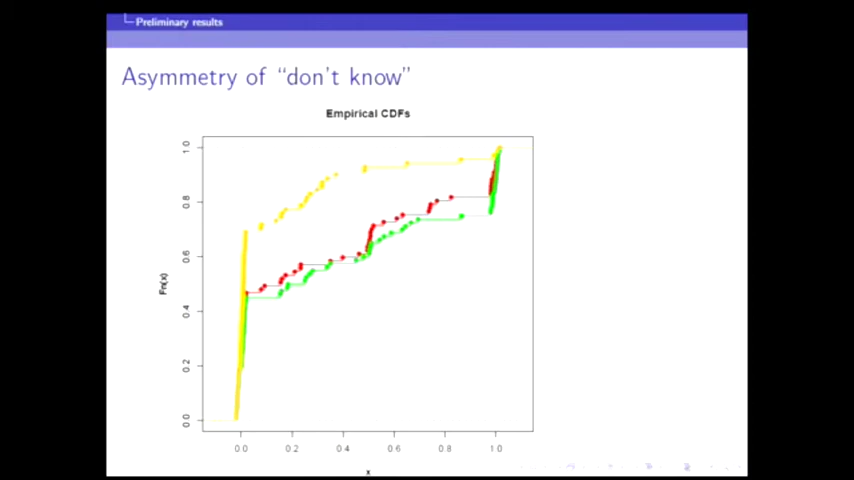 Preliminary results
Asymmetry of “don't know”
Empirical CDFs
Fn(x)
1.0
0.8
0.6
0.4
0.2
0.0
0.0 0.2 0.4 0.6 0.8 1.0
x